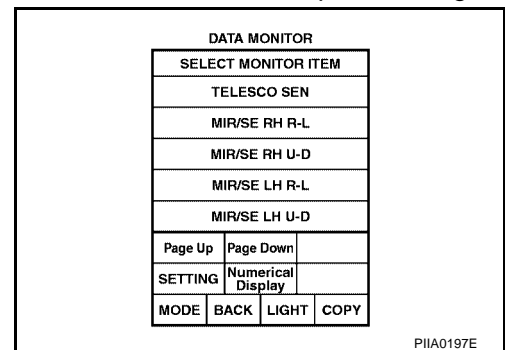 DATA MONITOR
SELECT MONITOR ITEM
TELESCO SEN
MIR/SE RH R-L
MIR/SE RH U-D
MIR/SE LH R-L
MIR/SE LH U-D
Page Up Page Down
SETTING Numerical Display
MODE BACK LIGHT COPY
PIIA0197E